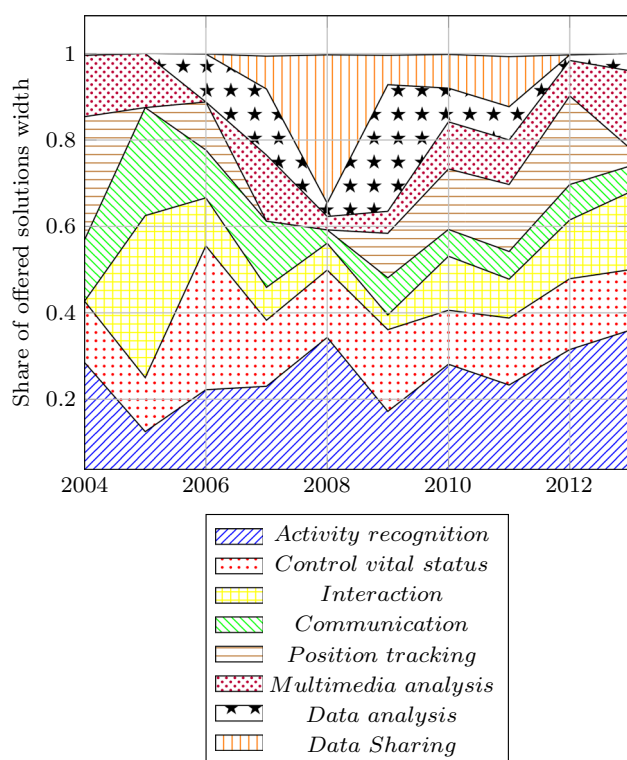 1
0.8
0.6
0.4
0.2
Share of offered solutions width
2004 2006 2008 2010 2012
Activity recognition
Control vital status
Interaction
Communication
Position tracking
Multimedia analysis
Data analysis
Data Sharing